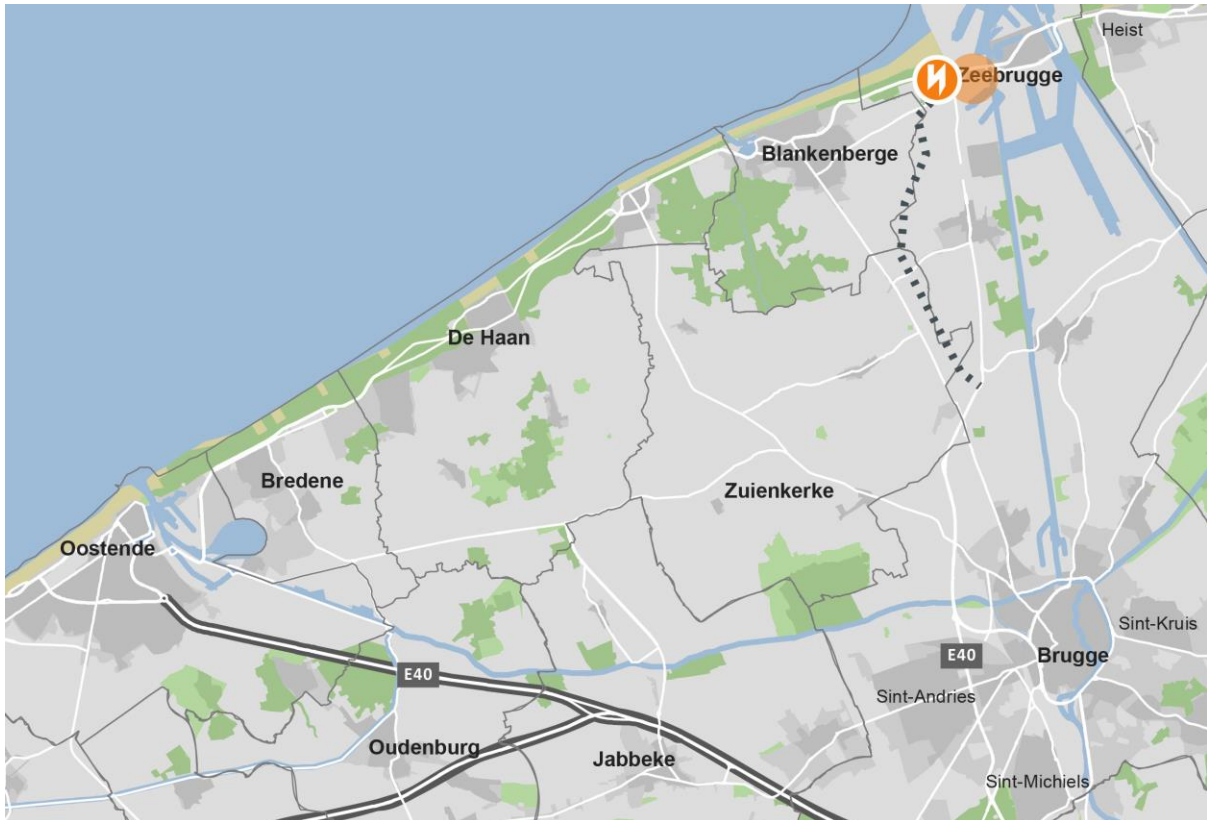 Heist
Zeebrugge
Blankenberge
De Haan
Bredene
Zuienkerke
Oostende
Sint-Kruis
E40
Brugge
E40
Sint-Andries
Oudenburg
Jabbeke
Sint-Michiels